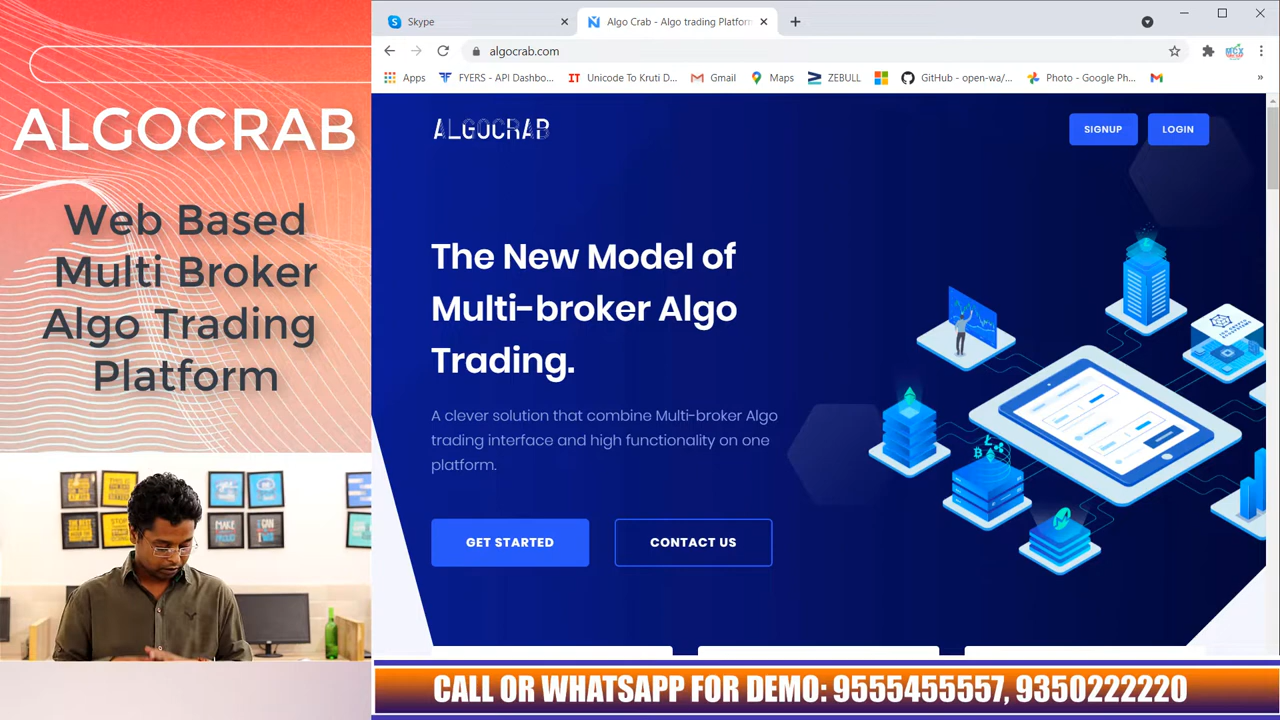 ALGOCRAB
Web Based
Multi Broker
Algo Trading
Platform
Skype
Algo Crab - Algo trading Platform
algocrab.com
Apps
FYERS - API Dashbo...
Unicode To Kruti D...
Gmail
Maps
ZEBULL
GitHub - open-wa/...
Photo - Google Ph...
»
ALGOCRAB
SIGNUP
LOGIN
The New Model of
Multi-broker Algo
Trading.
A clever solution that combine Multi-broker Algo
trading interface and high functionality on one
platform.
GET STARTED
CONTACT US
CALL OR WHATSAPP FOR DEMO: 9555455557, 9350222220